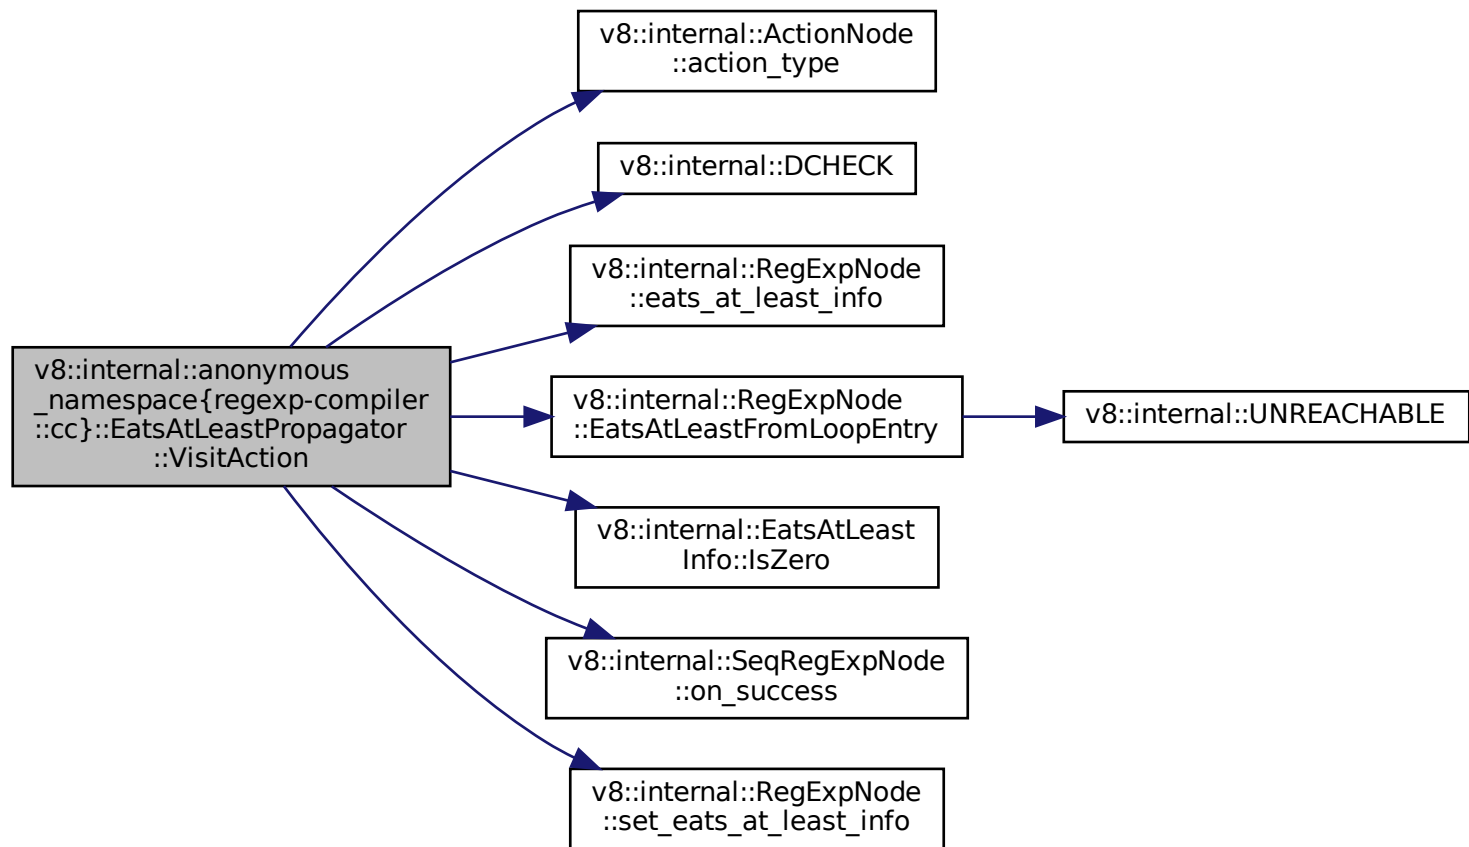 v8::internal::ActionNode
::action_type
v8::internal::DCHECK
v8::internal::RegExpNode
::eats_at_least_info
v8::internal::anonymous
_namespace{regexp-compiler
::cc}::EatsAtLeastPropagator
::VisitAction
v8::internal::RegExpNode
::EatsAtLeastFromLoopEntry
v8::internal::UNREACHABLE
v8::internal::EatsAtLeast
Info::IsZero
v8::internal::SeqRegExpNode
::on_success
v8::internal::RegExpNode
::set_eats_at_least_info